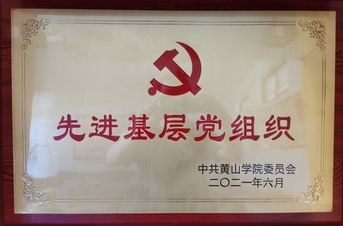 先进基层党组织
中共黄山学院委员会
二〇二一年六月